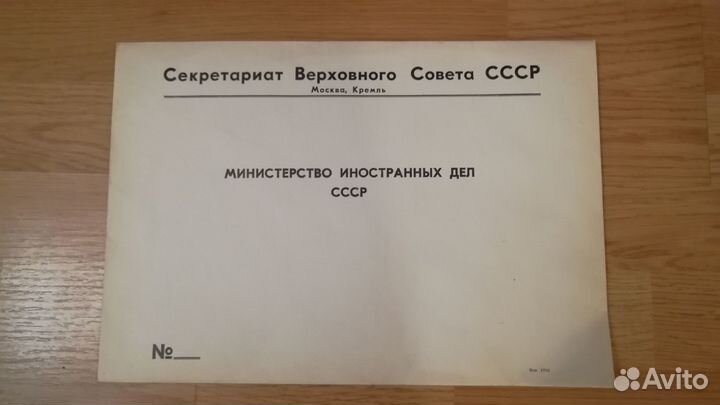 Секретариат Верховного Совета СССР
Москва, Кремль
МИНИСТЕРСТВО ИНОСТРАННЫХ ДЕЛ
СССР
№
Avito